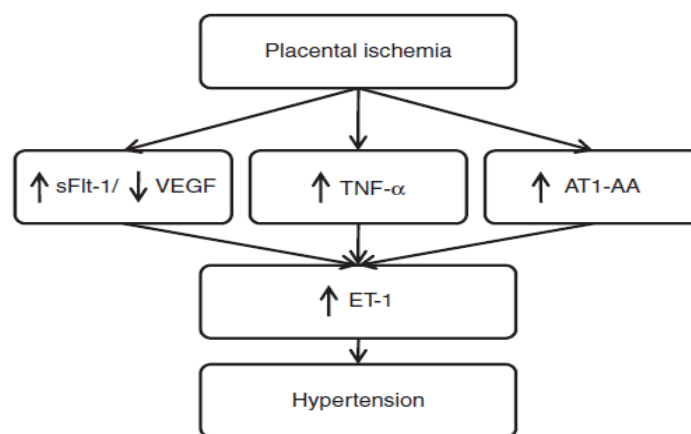 Placental ischemia
↑ sFlt-1/ ↓ VEGF
↑ TNF-α
↑ AT1-AA
↑ ET-1
Hypertension